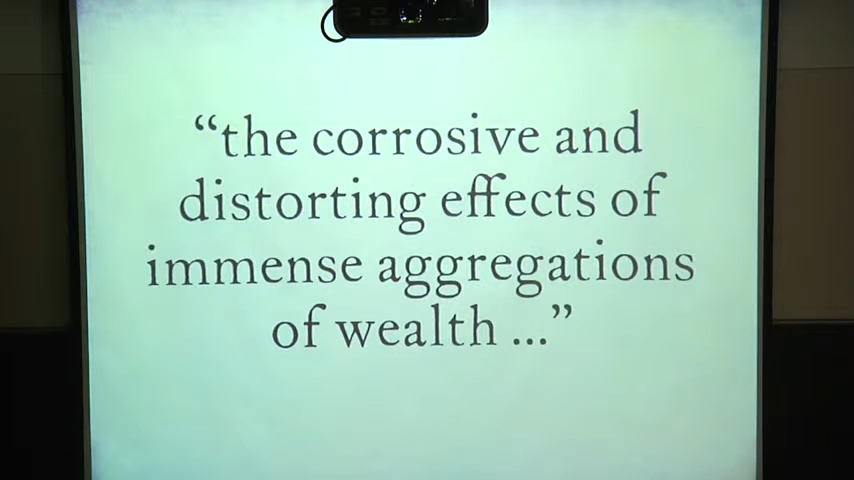 “the corrosive and
distorting effects of
immense aggregations
of wealth ...”